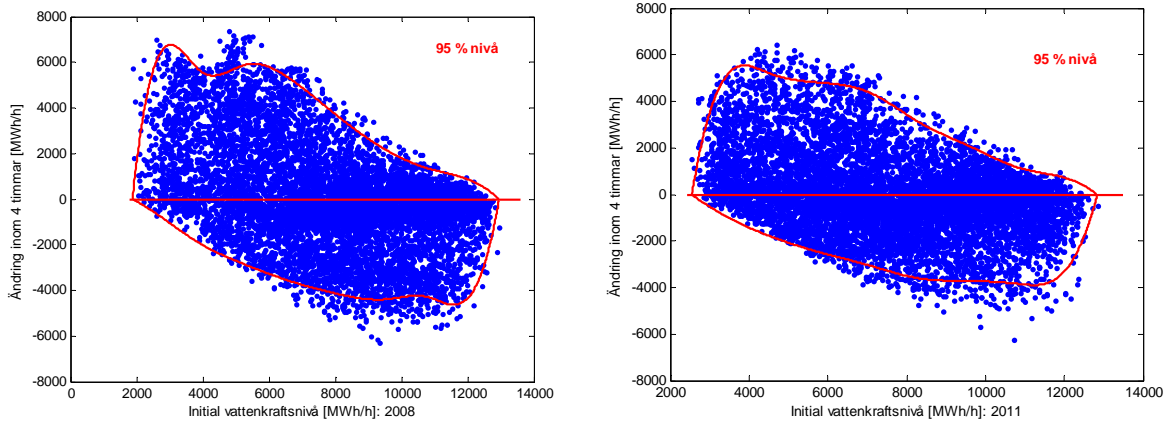 8000
6000
4000
2000
0
-2000
-4000
-6000
-8000
Ändring inom 4 timmar [MWh/h]
95 % nivå
0 2000 4000 6000 8000 10000 12000 14000
Initial vattenkraftsnivå [MWh/h]: 2008
8000
6000
4000
2000
0
-2000
-4000
-6000
-8000
Ändring inom 4 timmar [MWh/h]
95 % nivå
2000 4000 6000 8000 10000 12000 14000
Initial vattenkraftsnivå [MWh/h]: 2011